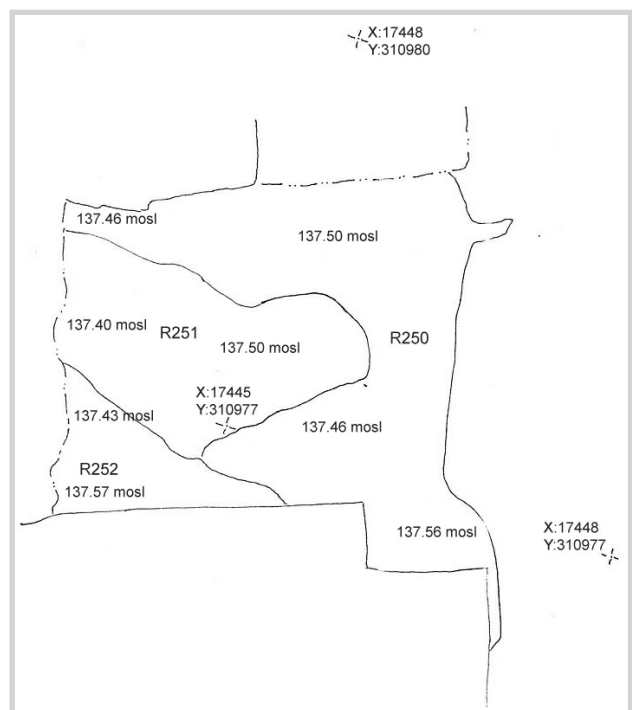 X:17448
Y:310980
137.46 mosl
137.50 mosl
137.40 mosl
R251
137.50 mosl
R250
X:17445
Y:310977
137.43 mosl
137.46 mosl
R252
137.57 mosl
137.56 mosl
X:17448
Y:310977